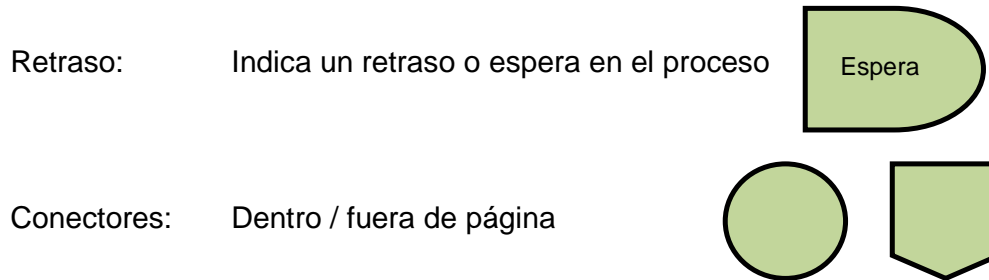 Retraso: Indica un retraso o espera en el proceso Espera
Conectores: Dentro / fuera de página